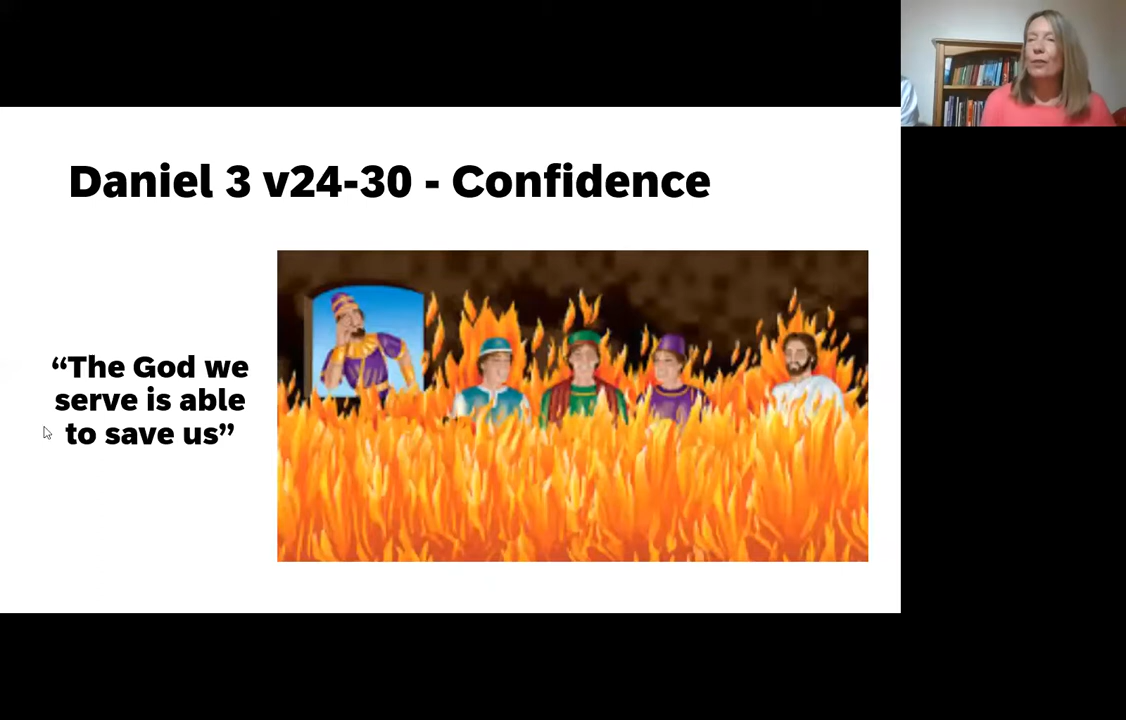 Daniel 3 v24-30 - Confidence
“The God we
serve is able
to save us”